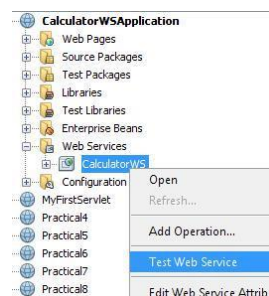 CalculatorWSApplication
Web Pages
Source Packages
Test Packages
Libraries
Test Libraries
Enterprise Beans
Web Services
CalculatorWS
Configuration
MyFirstServlet
Practical4
Practical5
Practical6
Practical7
Practical8
Open
Refresh...
Add Operation...
Test Web Service
Edit Web Service Attrib